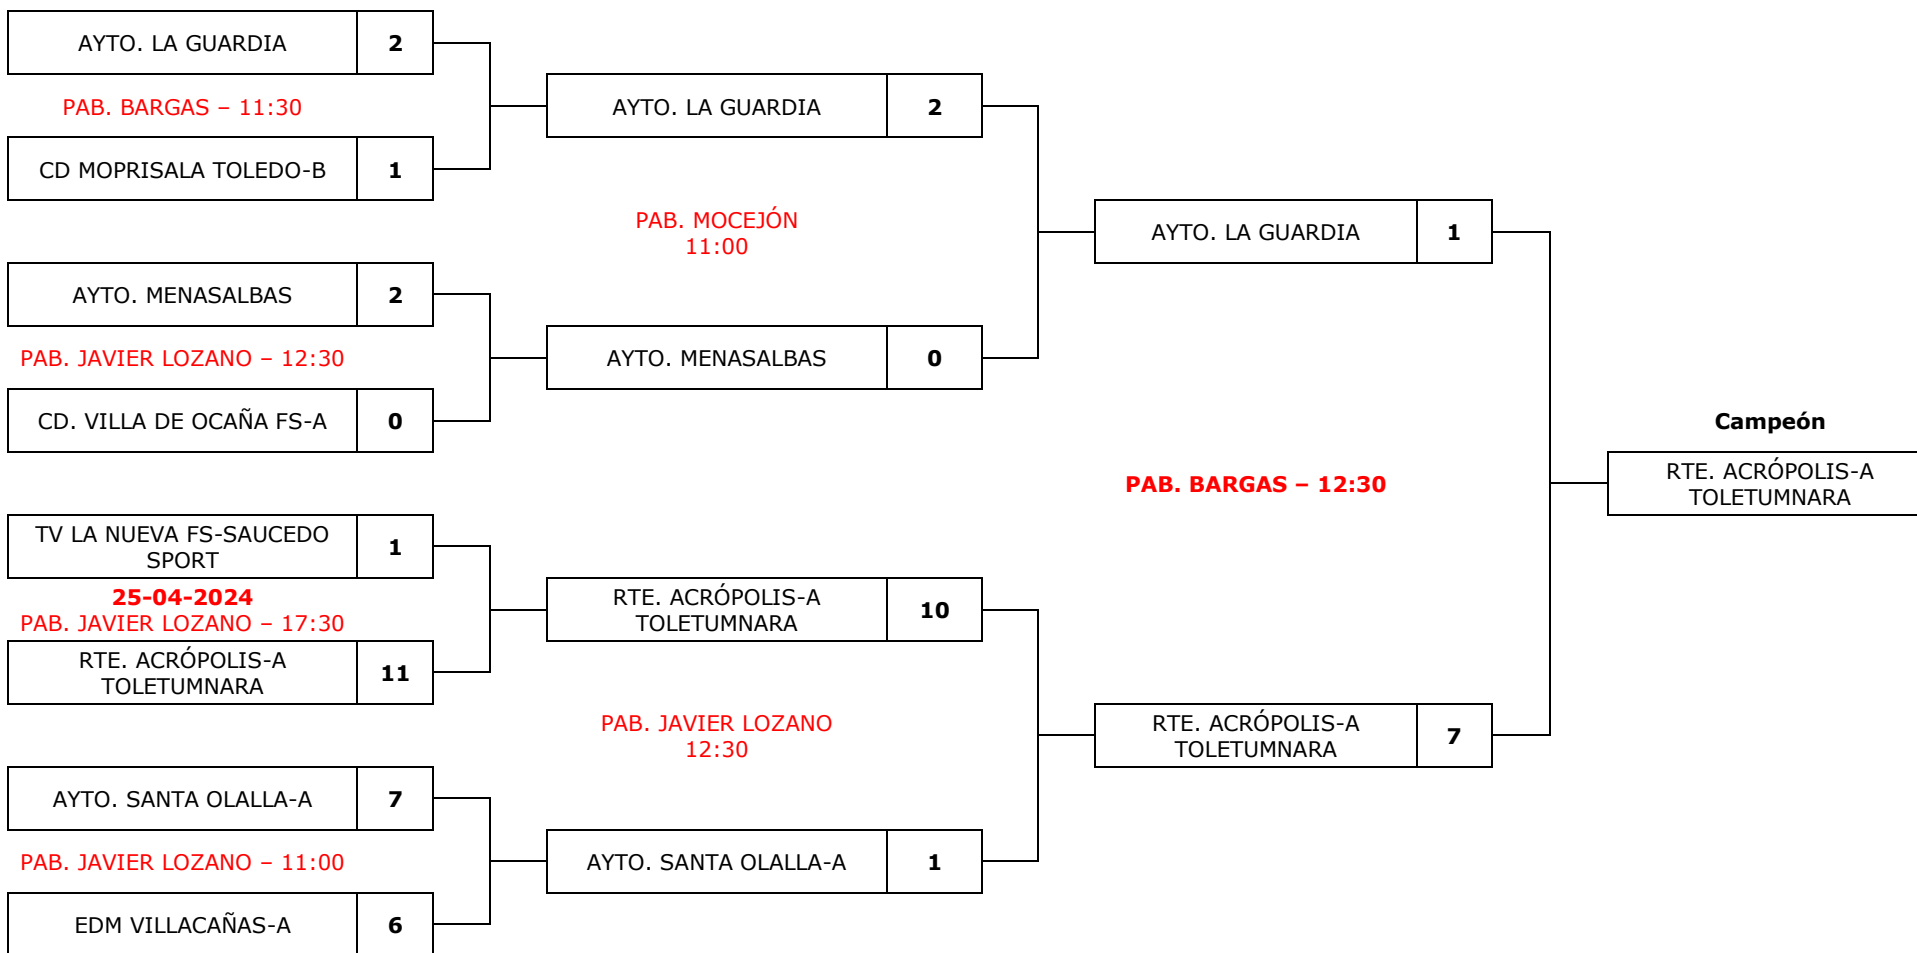 AYTO. LA GUARDIA 2
PAB. BARGAS – 11:30
CD MOPRISALA TOLEDO-B 1
AYTO. MENASALBAS 2
PAB. JAVIER LOZANO – 12:30
CD. VILLA DE OCAÑA FS-A 0
TV LA NUEVA FS-SAUCEDO
SPORT
1
25-04-2024
PAB. JAVIER LOZANO – 17:30
RTE. ACRÓPOLIS-A
TOLETUMNARA
11
AYTO. SANTA OLALLA-A 7
PAB. JAVIER LOZANO – 11:00
EDM VILLACAÑAS-A 6
AYTO. LA GUARDIA 2
PAB. MOCEJÓN
11:00
AYTO. MENASALBAS 0
RTE. ACRÓPOLIS-A
TOLETUMNARA
10
PAB. JAVIER LOZANO
12:30
AYTO. SANTA OLALLA-A 1
AYTO. LA GUARDIA 1
PAB. BARGAS – 12:30
RTE. ACRÓPOLIS-A
TOLETUMNARA
7
Campeón
RTE. ACRÓPOLIS-A
TOLETUMNARA